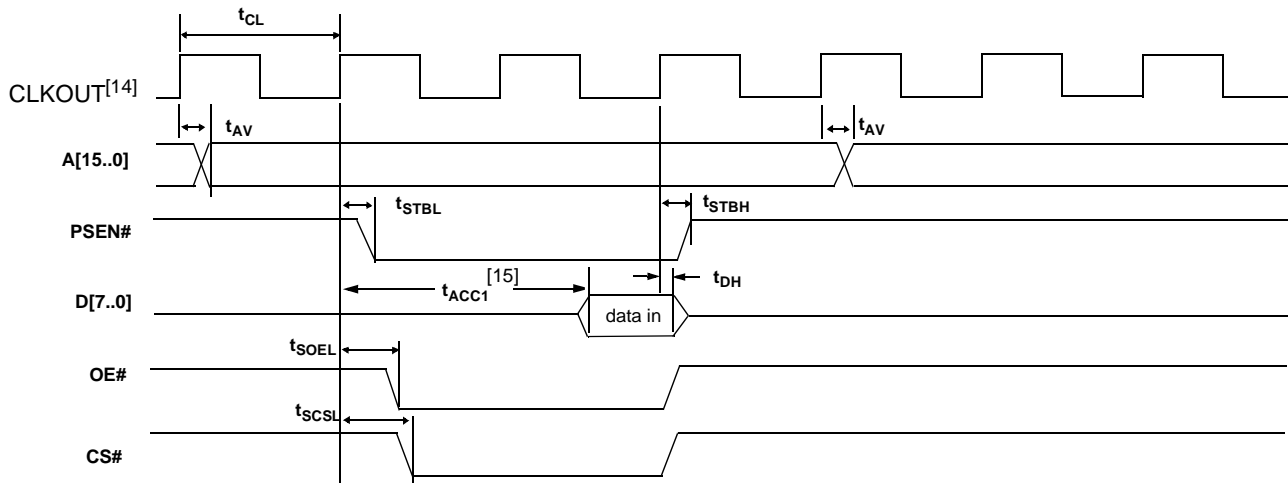 tCL
CLKOUT[14]
tAV
tAV
A[15..0]
tSTBL
tSTBH
PSEN#
[15]
tACC1
tDH
D[7..0]
data in
tSOEL
OE#
tSCSL
CS#